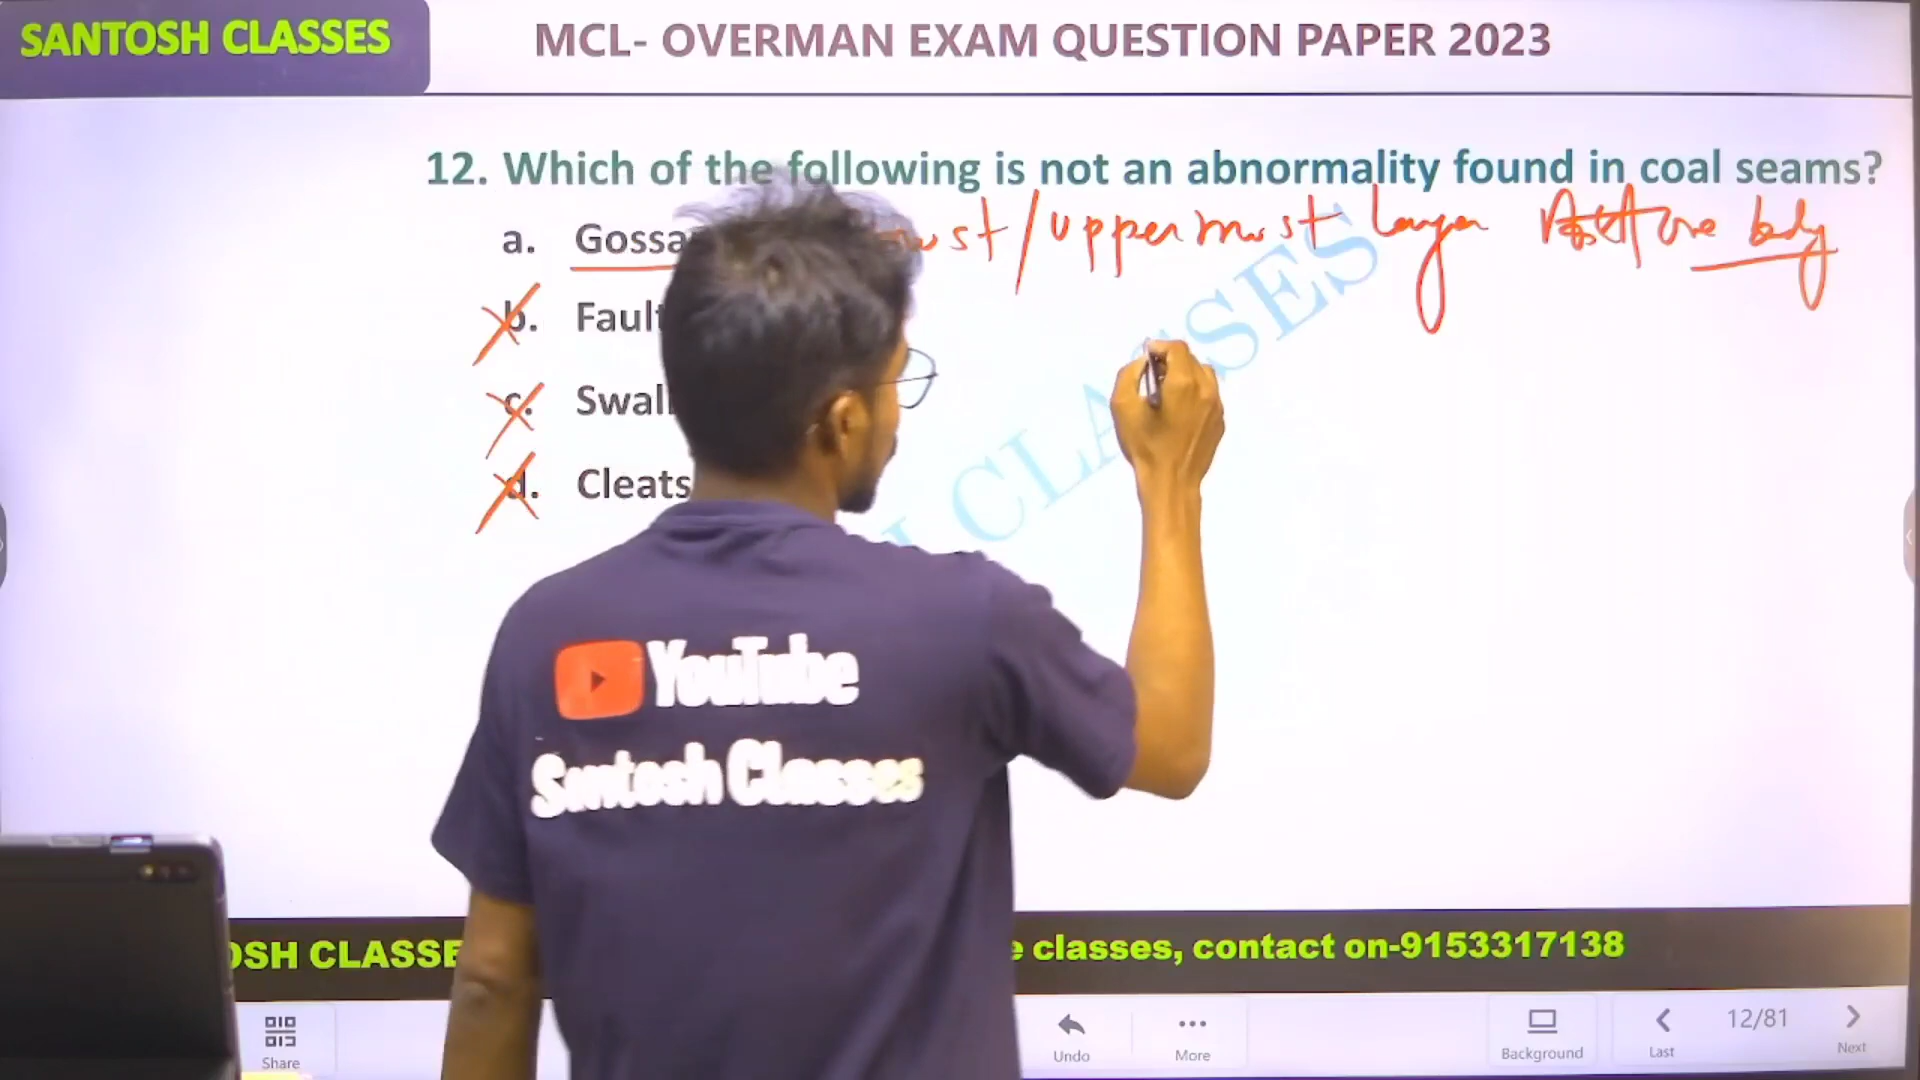 SANTOSH CLASSES
MCL- OVERMAN EXAM QUESTION PAPER 2023
12. Which of the following is not an abnormality found in coal seams?
a. Gossa
/uppermost layer ore body
b. Fault
c. Swal
d. Cleats
CLASSES
YouTube
Santosh Classes
OSH CLASSE
classes, contact on-9153317138
Share
Undo
More
Background
Last
12/81
Next